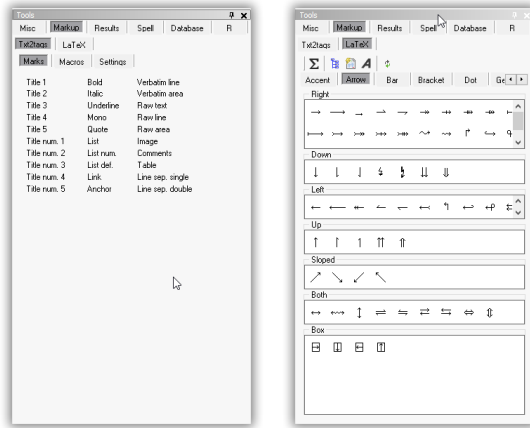 Tools
Misc Markup Results Spell Database R
Txt2tags LaTeX
Marks Macros Settings
Title 1 Bold Verbatim line
Title 2 Italic Verbatim area
Title 3 Underline Raw text
Title 4 Mono Raw line
Title 5 Quote Raw area
Title num. 1 List Image
Title num. 2 List num. Comments
Title num. 3 List def. Table
Title num. 4 Link Line sep. single
Title num. 5 Anchor Line sep. double
Tools
Misc Markup Results Spell Database R
Txt2tags LaTeX
Accent Arrow Bar Bracket Dot Ge
Right
Down
Left
Up
Sloped
Both
Box